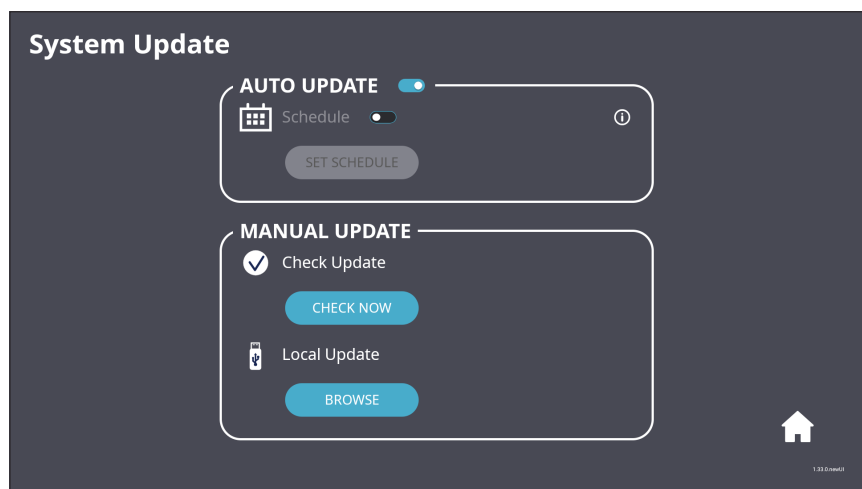 System Update
AUTO UPDATE
Schedule
SET SCHEDULE
MANUAL UPDATE
Check Update
CHECK NOW
Local Update
BROWSE
1.33.0.newUI